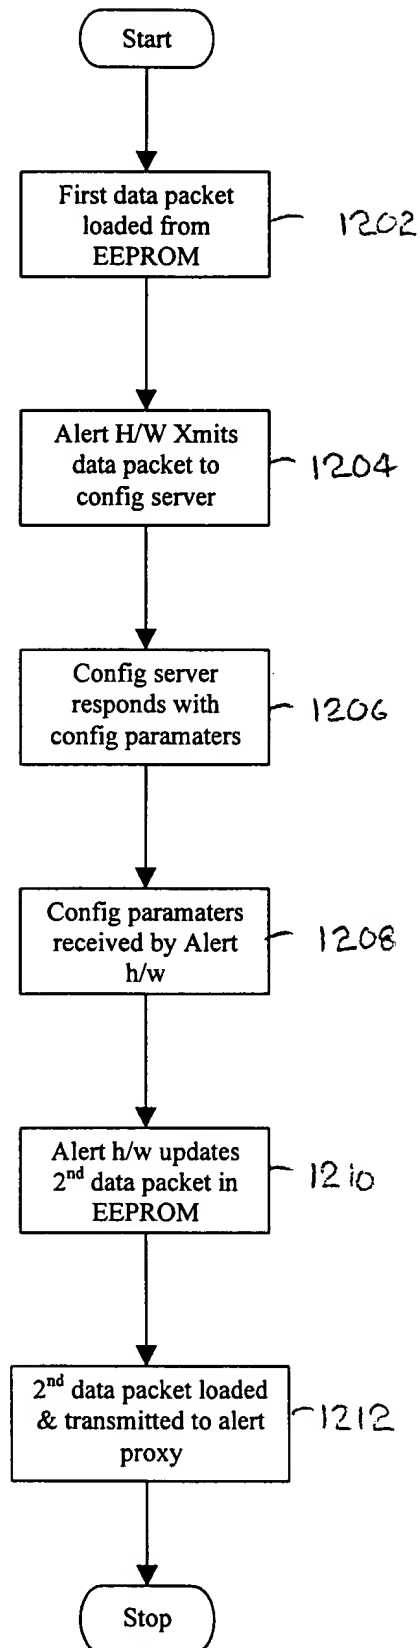 Start
First data packet
loaded from
EEPROM
1202
Alert H/W Xmits
data packet to
config server
1204
Config server
responds with
config paramaters
1206
Config paramaters
received by Alert
h/w
1208
Alert h/w updates
2nd data packet in
EEPROM
1210
2nd data packet loaded
& transmitted to alert
proxy
1212
Stop